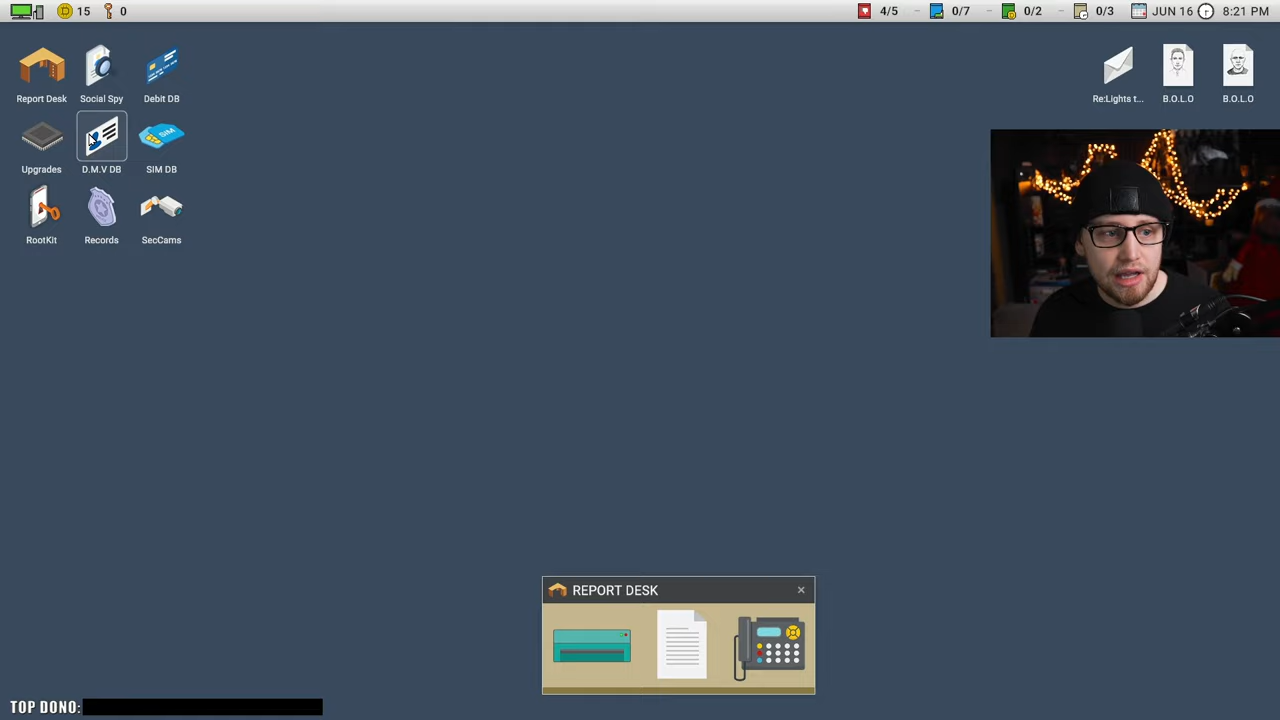 15 0 4/5 0/7 0/2 0/3 JUN 16 8:21 PM
Report Desk Social Spy Debit DB Re:Lights t... B.O.L.O B.O.L.O
Upgrades D.M.V DB SIM DB
SIM
RootKit Records SecCams
REPORT DESK
TOP DONO: